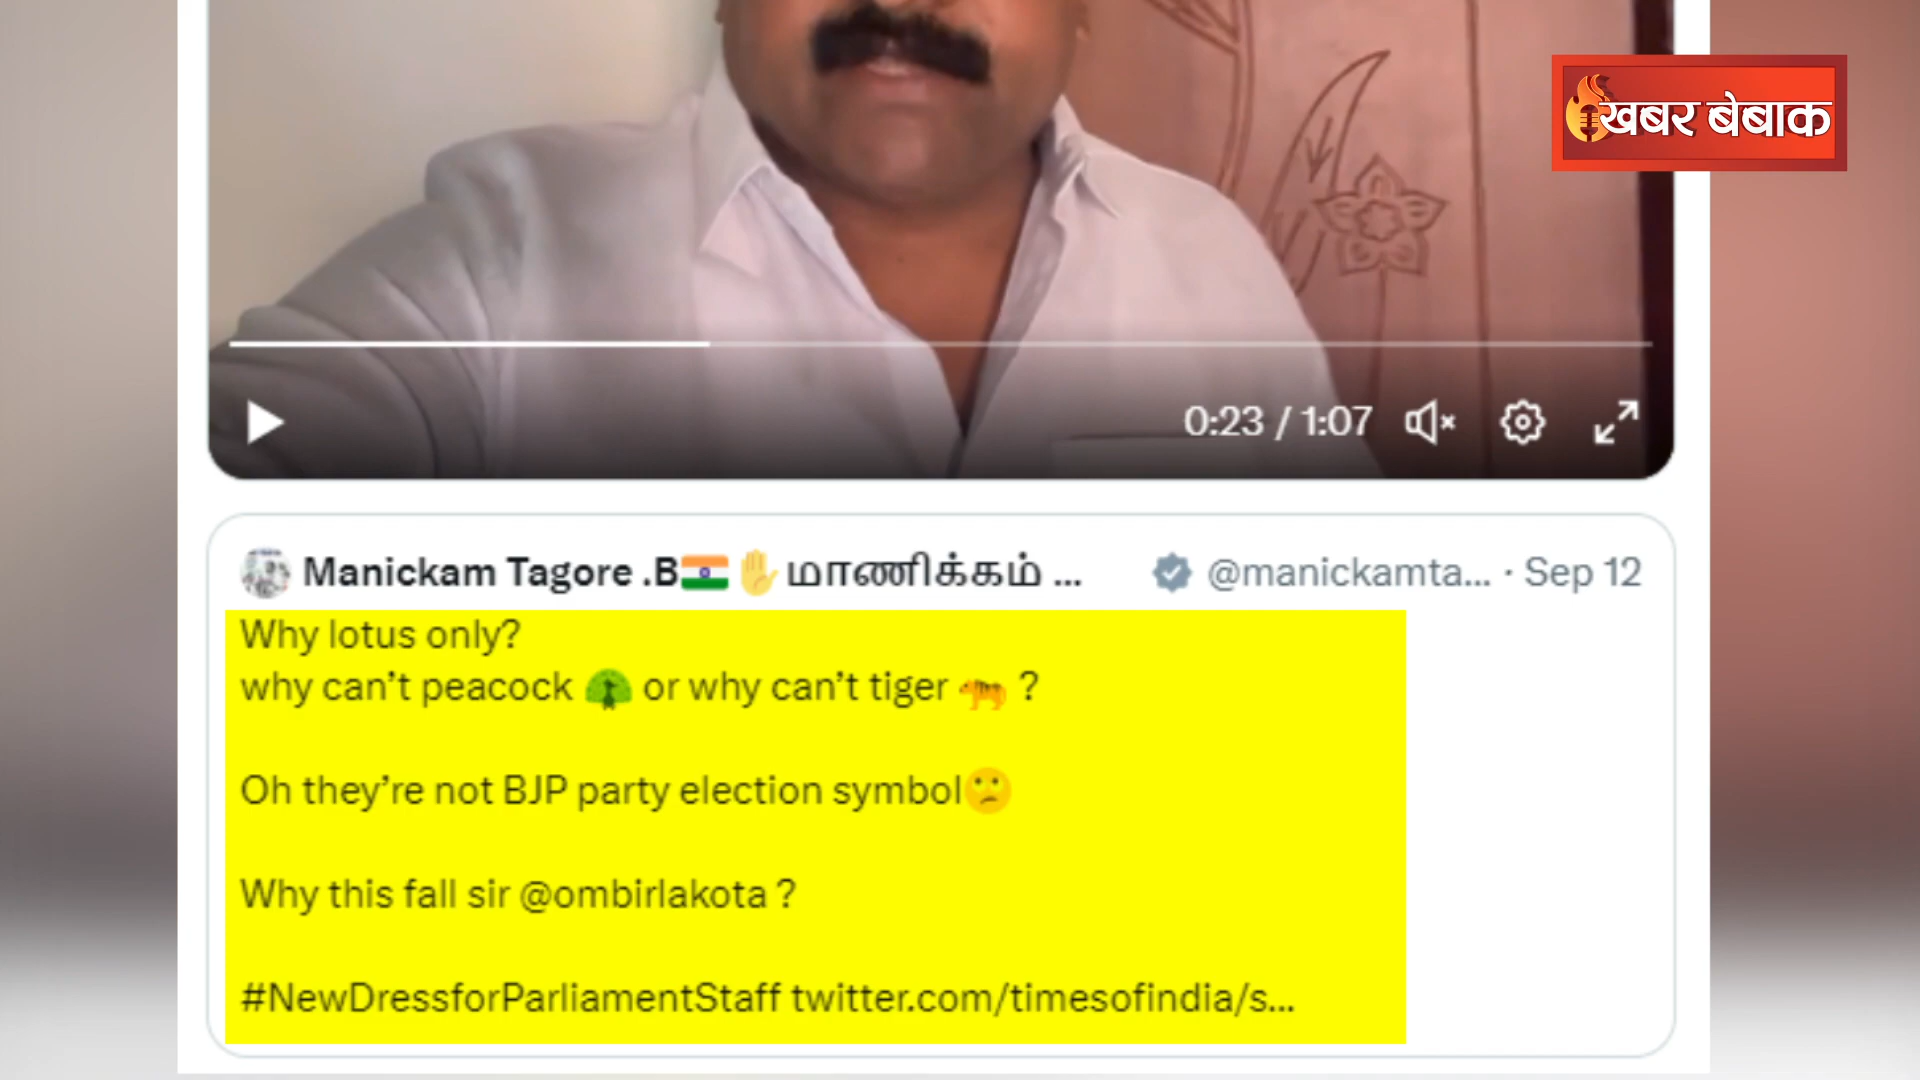 खबर बेबाक
0:23 / 1:07
Manickam Tagore .B🇮🇳✋மாணிக்கம் ... @manickamta... · Sep 12
Why lotus only?
why can’t peacock 🦚 or why can’t tiger 🐅 ?
Oh they’re not BJP party election symbol🙄
Why this fall sir @ombirlakota ?
#NewDressforParliamentStaff twitter.com/timesofindia/s...